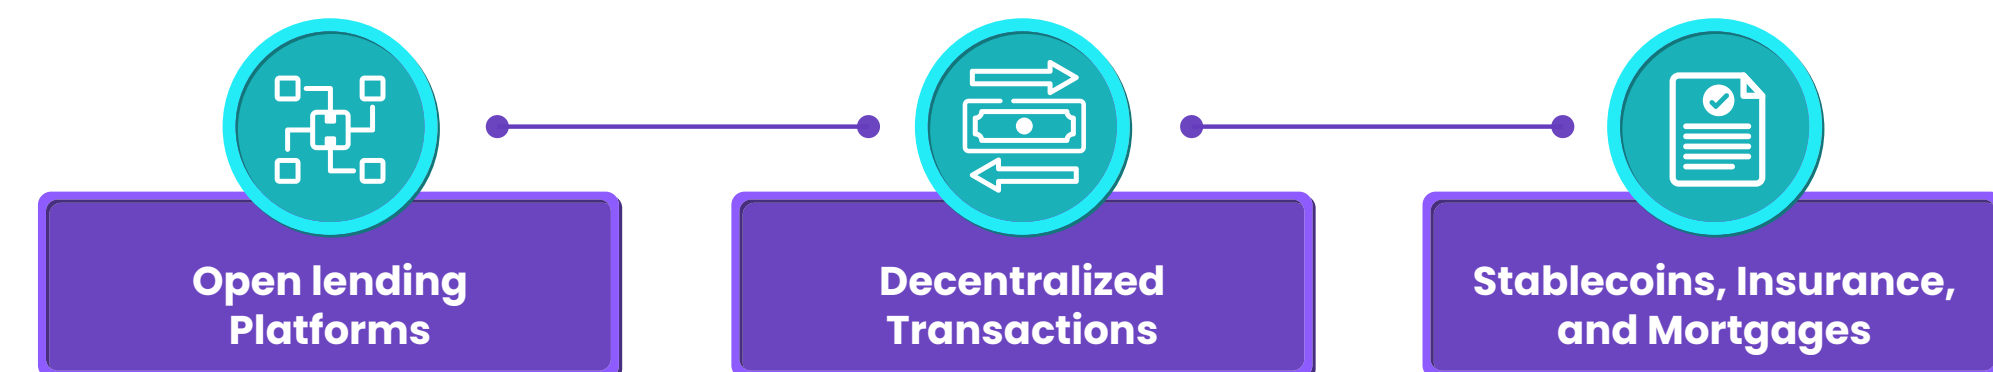 Open lending
Platforms
Decentralized
Transactions
Stablecoins, Insurance,
and Mortgages